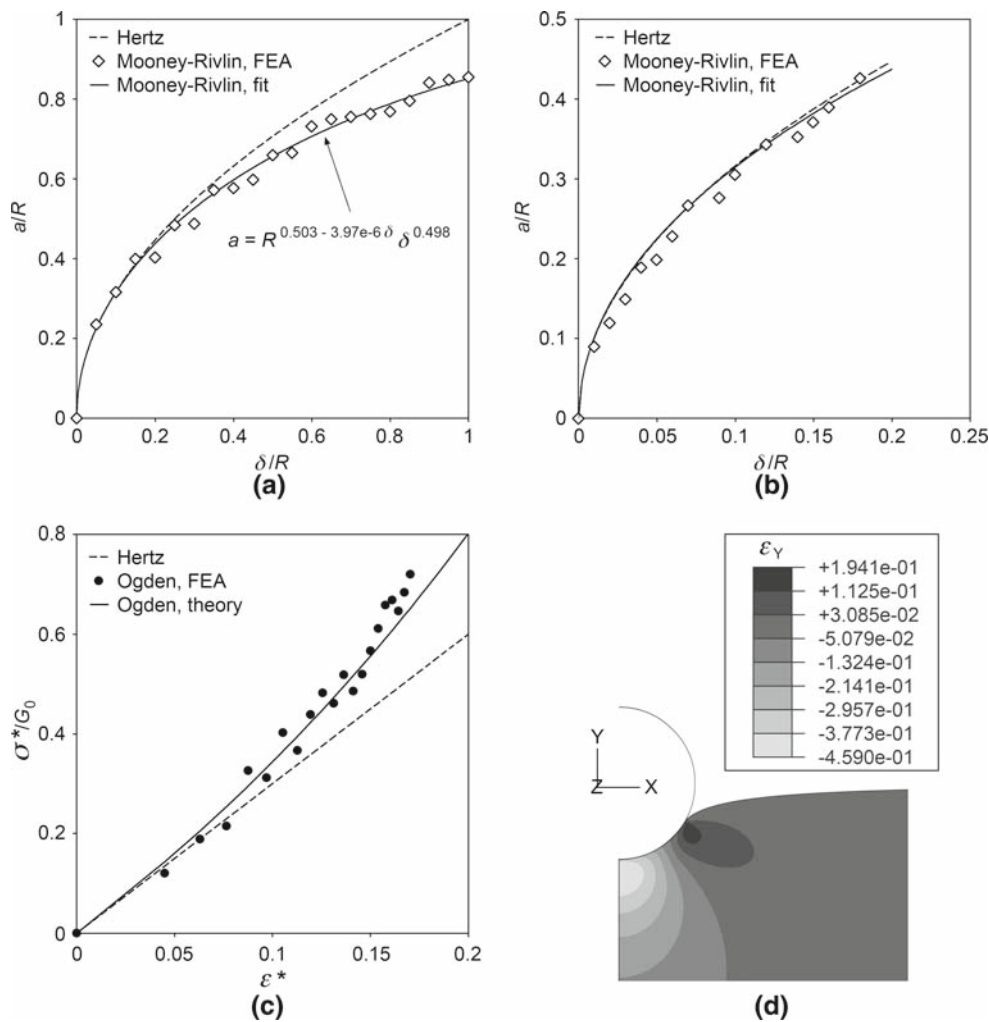 1
0.8
0.6
0.4
0.2
0
0 0.2 0.4 0.6 0.8 1
a/R
δ/R
Hertz
Mooney-Rivlin, FEA
Mooney-Rivlin, fit
a = R^0.503 - 3.97e-6 δ δ^0.498
(a)
0.5
0.4
0.3
0.2
0.1
0
0 0.05 0.1 0.15 0.2 0.25
a/R
δ/R
Hertz
Mooney-Rivlin, FEA
Mooney-Rivlin, fit
(b)
0.8
0.6
0.4
0.2
0
0 0.05 0.1 0.15 0.2
σ*/G₀
ε*
Hertz
Ogden, FEA
Ogden, theory
(c)
ε_Y
+1.941e-01
+1.125e-01
+3.085e-02
-5.079e-02
-1.324e-01
-2.141e-01
-2.957e-01
-3.773e-01
-4.590e-01
Y
Z X
(d)